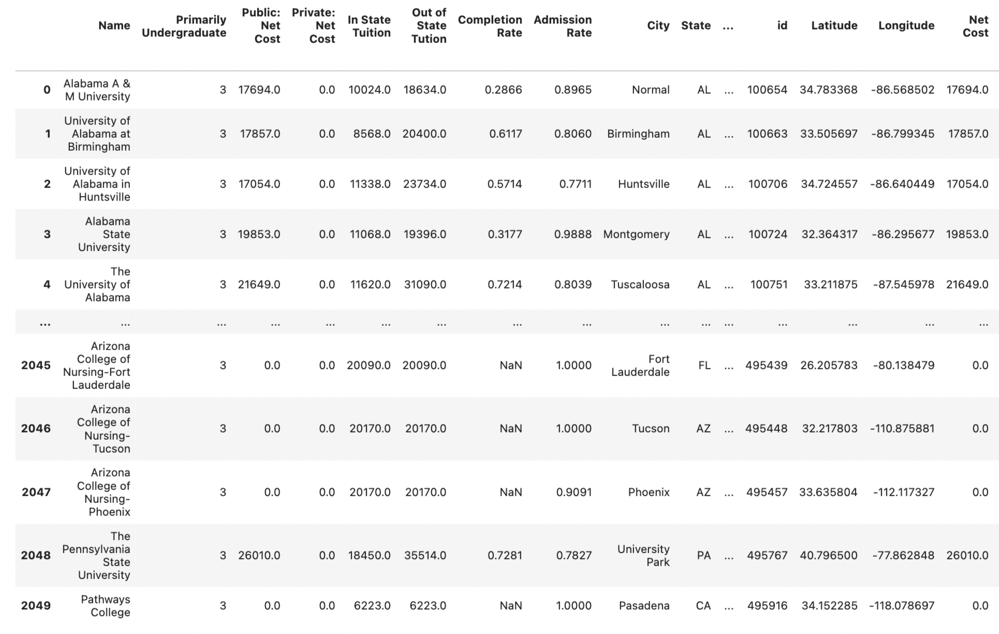 Name Primarily Undergraduate Public: Net Cost Private: Net Cost In State Tuition Out of State Tution Completion Rate Admission Rate City State ... id Latitude Longitude Net Cost
0 Alabama A & M University 3 17694.0 0.0 10024.0 18634.0 0.2866 0.8965 Normal AL ... 100654 34.783368 -86.568502 17694.0
1 University of Alabama at Birmingham 3 17857.0 0.0 8568.0 20400.0 0.6117 0.8060 Birmingham AL ... 100663 33.505697 -86.799345 17857.0
2 University of Alabama in Huntsville 3 17054.0 0.0 11338.0 23734.0 0.5714 0.7711 Huntsville AL ... 100706 34.724557 -86.640449 17054.0
3 Alabama State University 3 19853.0 0.0 11068.0 19396.0 0.3177 0.9888 Montgomery AL ... 100724 32.364317 -86.295677 19853.0
4 The University of Alabama 3 21649.0 0.0 11620.0 31090.0 0.7214 0.8039 Tuscaloosa AL ... 100751 33.211875 -87.545978 21649.0
... ... ... ... ... ... ... ... ... ... ... ... ... ... ... ...
2045 Arizona College of Nursing-Fort Lauderdale 3 0.0 0.0 20090.0 20090.0 NaN 1.0000 Fort Lauderdale FL ... 495439 26.205783 -80.138479 0.0
2046 Arizona College of Nursing-Tucson 3 0.0 0.0 20170.0 20170.0 NaN 1.0000 Tucson AZ ... 495448 32.217803 -110.875881 0.0
2047 Arizona College of Nursing-Phoenix 3 0.0 0.0 20170.0 20170.0 NaN 0.9091 Phoenix AZ ... 495457 33.635804 -112.117327 0.0
2048 The Pennsylvania State University 3 26010.0 0.0 18450.0 35514.0 0.7281 0.7827 University Park PA ... 495767 40.796500 -77.862848 26010.0
2049 Pathways College 3 0.0 0.0 6223.0 6223.0 NaN 1.0000 Pasadena CA ... 495916 34.152285 -118.078697 0.0